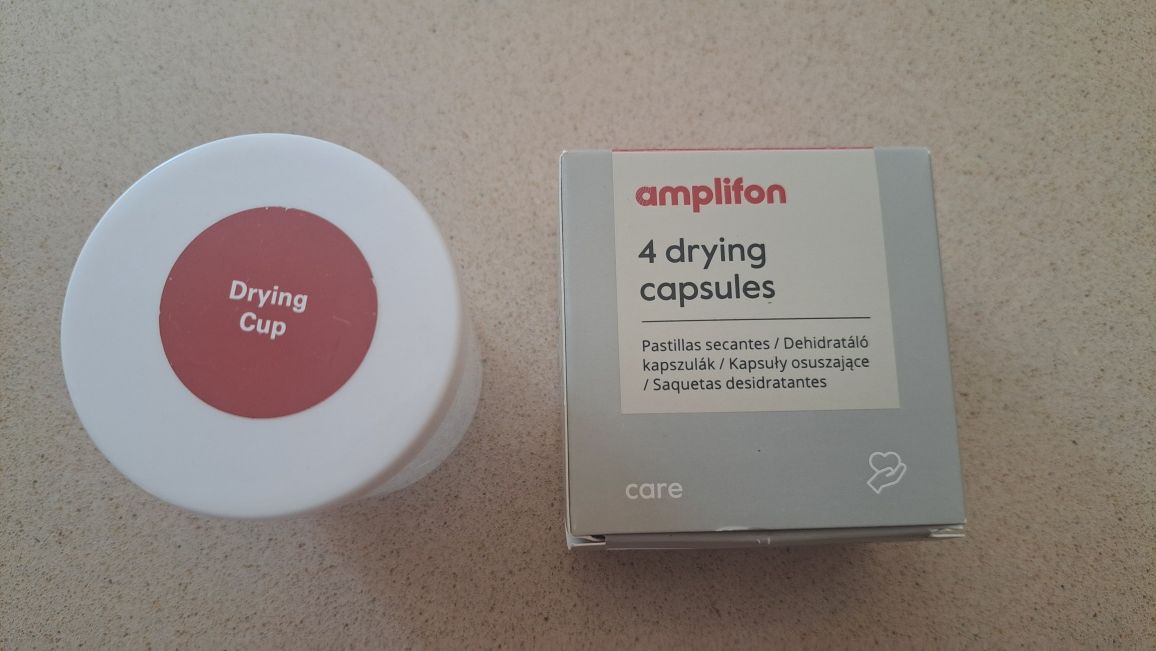 Drying
Cup
amplifon
4 drying
capsules
Pastillas secantes / Dehidratáló
kapszulák / Kapsuły osuszające
/ Saquetas desidratantes
care